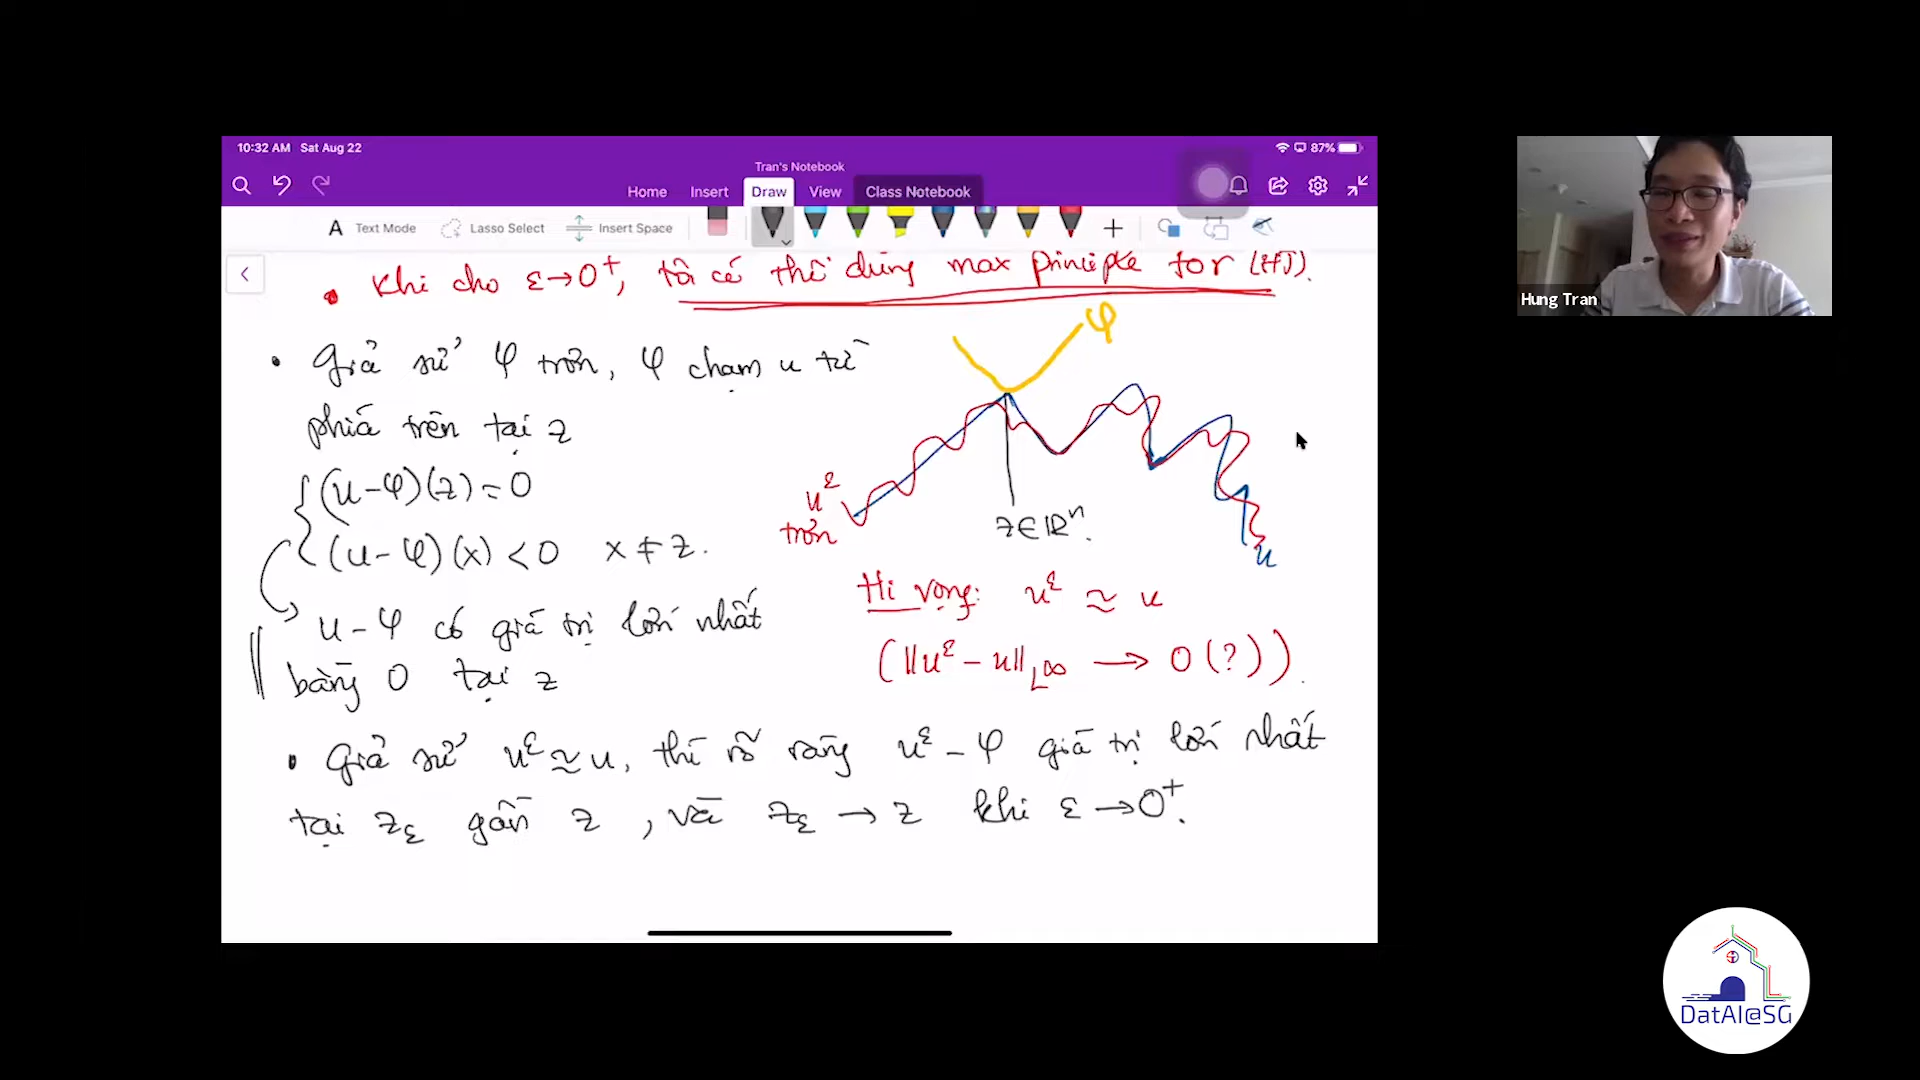 10:32 AM Sat Aug 22
87%
Tran's Notebook
Home Insert Draw View Class Notebook
A Text Mode Lasso Select Insert Space
• Khi cho ε→0⁺, tôi có thể dùng max principle for (HJ).
φ
• Giả sử φ trơn, φ chạm u từ
phía trên tại z
{(u-φ)(z) = 0
(u-φ)(x) < 0 x ≠ z.
u^ε
trơn
z ∈ ℝⁿ.
u
Hi vọng: u^ε ≈ u
(||u^ε - u||_{L^∞} → 0 (?)).
u - φ có giá trị lớn nhất
bằng 0 tại z
• Giả sử u^ε ≈ u, thì rõ ràng u^ε - φ giá trị lớn nhất
tại z_ε gần z, và z_ε → z khi ε → 0⁺.
Hung Tran
DatAI@SG